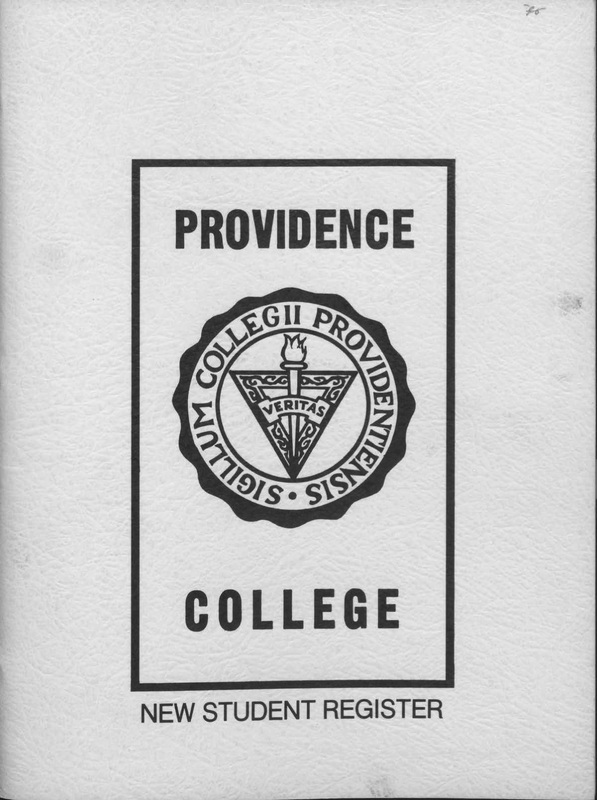 PROVIDENCE
SIGILLUM COLLEGII PROVIDENTIENSIS •
VERITAS
COLLEGE
NEW STUDENT REGISTER